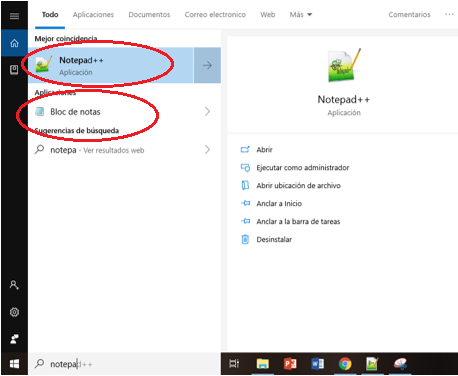 Todo Aplicaciones Documentos Correo electronico Web Más Comentarios ...
Mejor coincidencia
Notepad++
Aplicación
Aplicaciones
Bloc de notas
Sugerencias de búsqueda
notepa - Ver resultados web
Notepad++
Aplicación
Abrir
Ejecutar como administrador
Abrir ubicación de archivo
Anclar a Inicio
Anclar a la barra de tareas
Desinstalar
notepad++